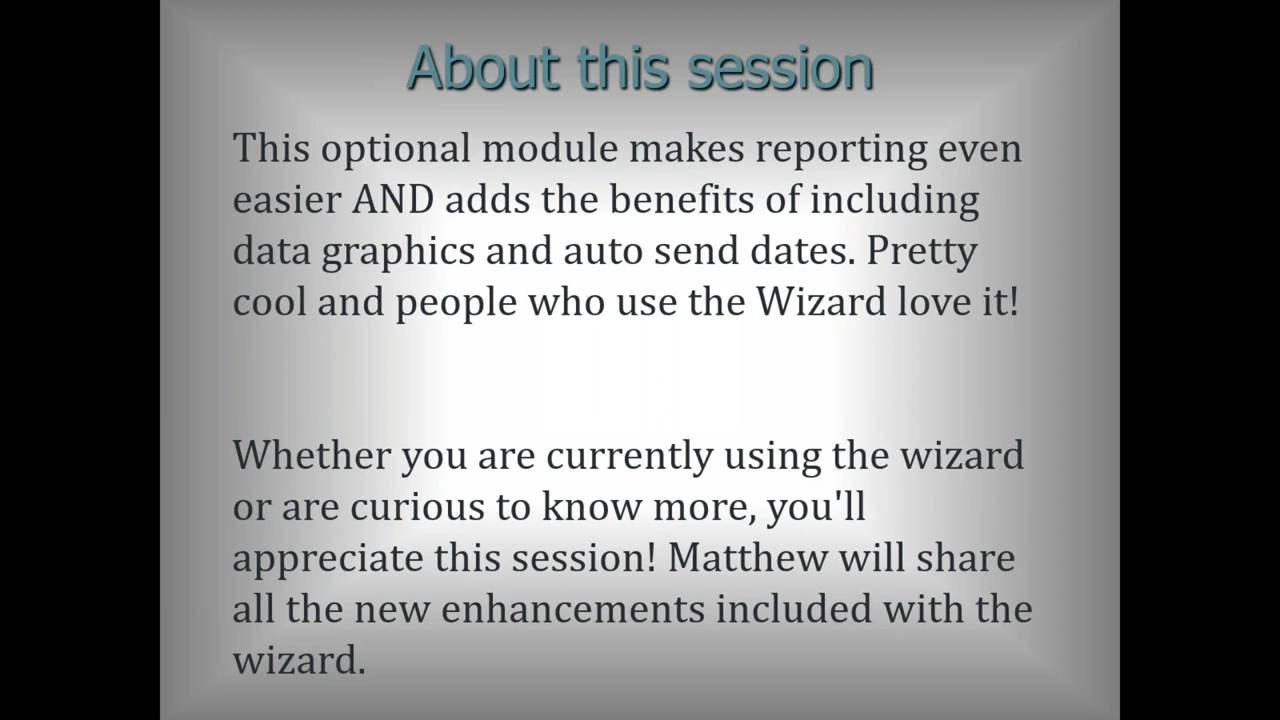 About this session
This optional module makes reporting even
easier AND adds the benefits of including
data graphics and auto send dates. Pretty
cool and people who use the Wizard love it!
Whether you are currently using the wizard
or are curious to know more, you'll
appreciate this session! Matthew will share
all the new enhancements included with the
wizard.